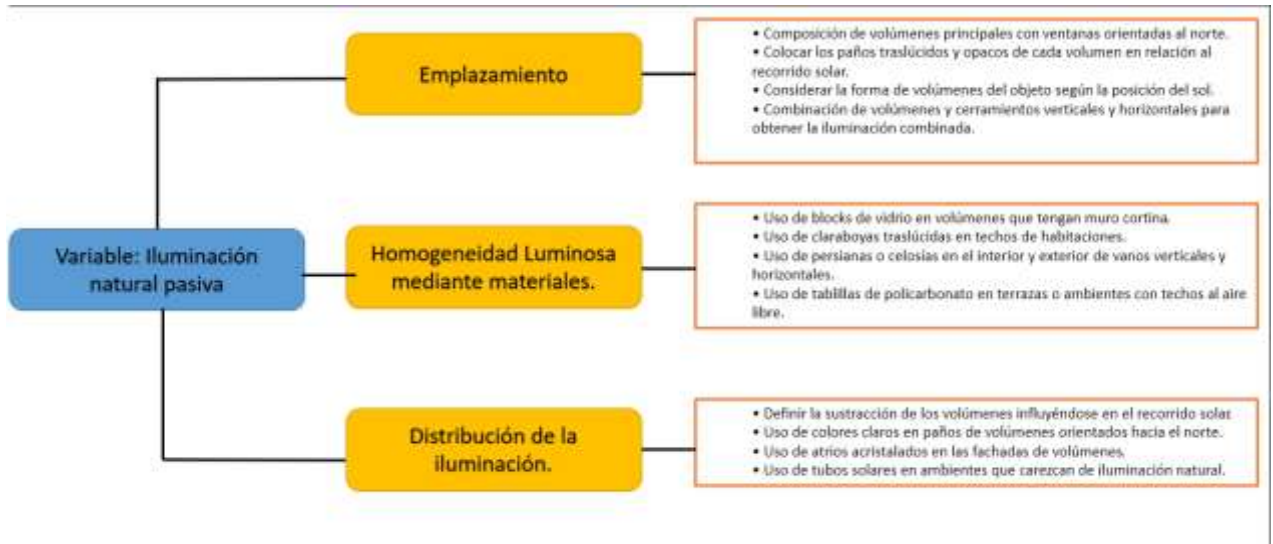 Emplazamiento
• Composición de volúmenes principales con ventanas orientadas al norte.
• Colocar los paños traslúcidos y opacos de cada volumen en relación al
recorrido solar.
• Considerar la forma de volúmenes del objeto según la posición del sol.
• Combinación de volúmenes y cerramientos verticales y horizontales para
obtener la iluminación combinada.
Variable: Iluminación
natural pasiva
Homogeneidad Luminosa
mediante materiales.
• Uso de blocks de vidrio en volúmenes que tengan muro cortina.
• Uso de claraboyas traslúcidas en techos de habitaciones.
• Uso de persianas o celosías en el interior y exterior de vanos verticales y
horizontales.
• Uso de tablillas de policarbonato en terrazas o ambientes con techos al aire
libre.
Distribución de la
iluminación.
• Definir la sustracción de los volúmenes influyéndose en el recorrido solar
• Uso de colores claros en paños de volúmenes orientados hacia el norte.
• Uso de atrios acristalados en las fachadas de volúmenes.
• Uso de tubos solares en ambientes que carezcan de iluminación natural.